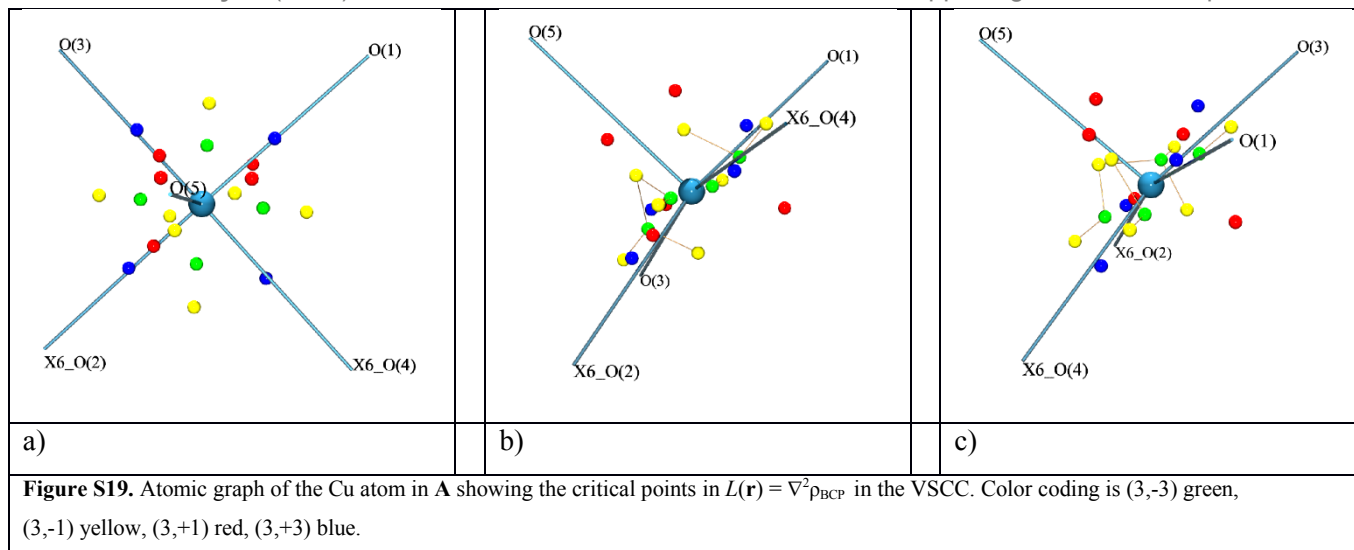 O(3)
O(1)
O(5)
X6_O(2)
X6_O(4)
O(5)
O(1)
X6_O(4)
O(3)
X6_O(2)
O(5)
O(3)
O(1)
X6_O(2)
X6_O(4)
a)
b)
c)
Figure S19. Atomic graph of the Cu atom in A showing the critical points in L(r) = ∇²ρBCP in the VSCC. Color coding is (3,-3) green,
(3,-1) yellow, (3,+1) red, (3,+3) blue.